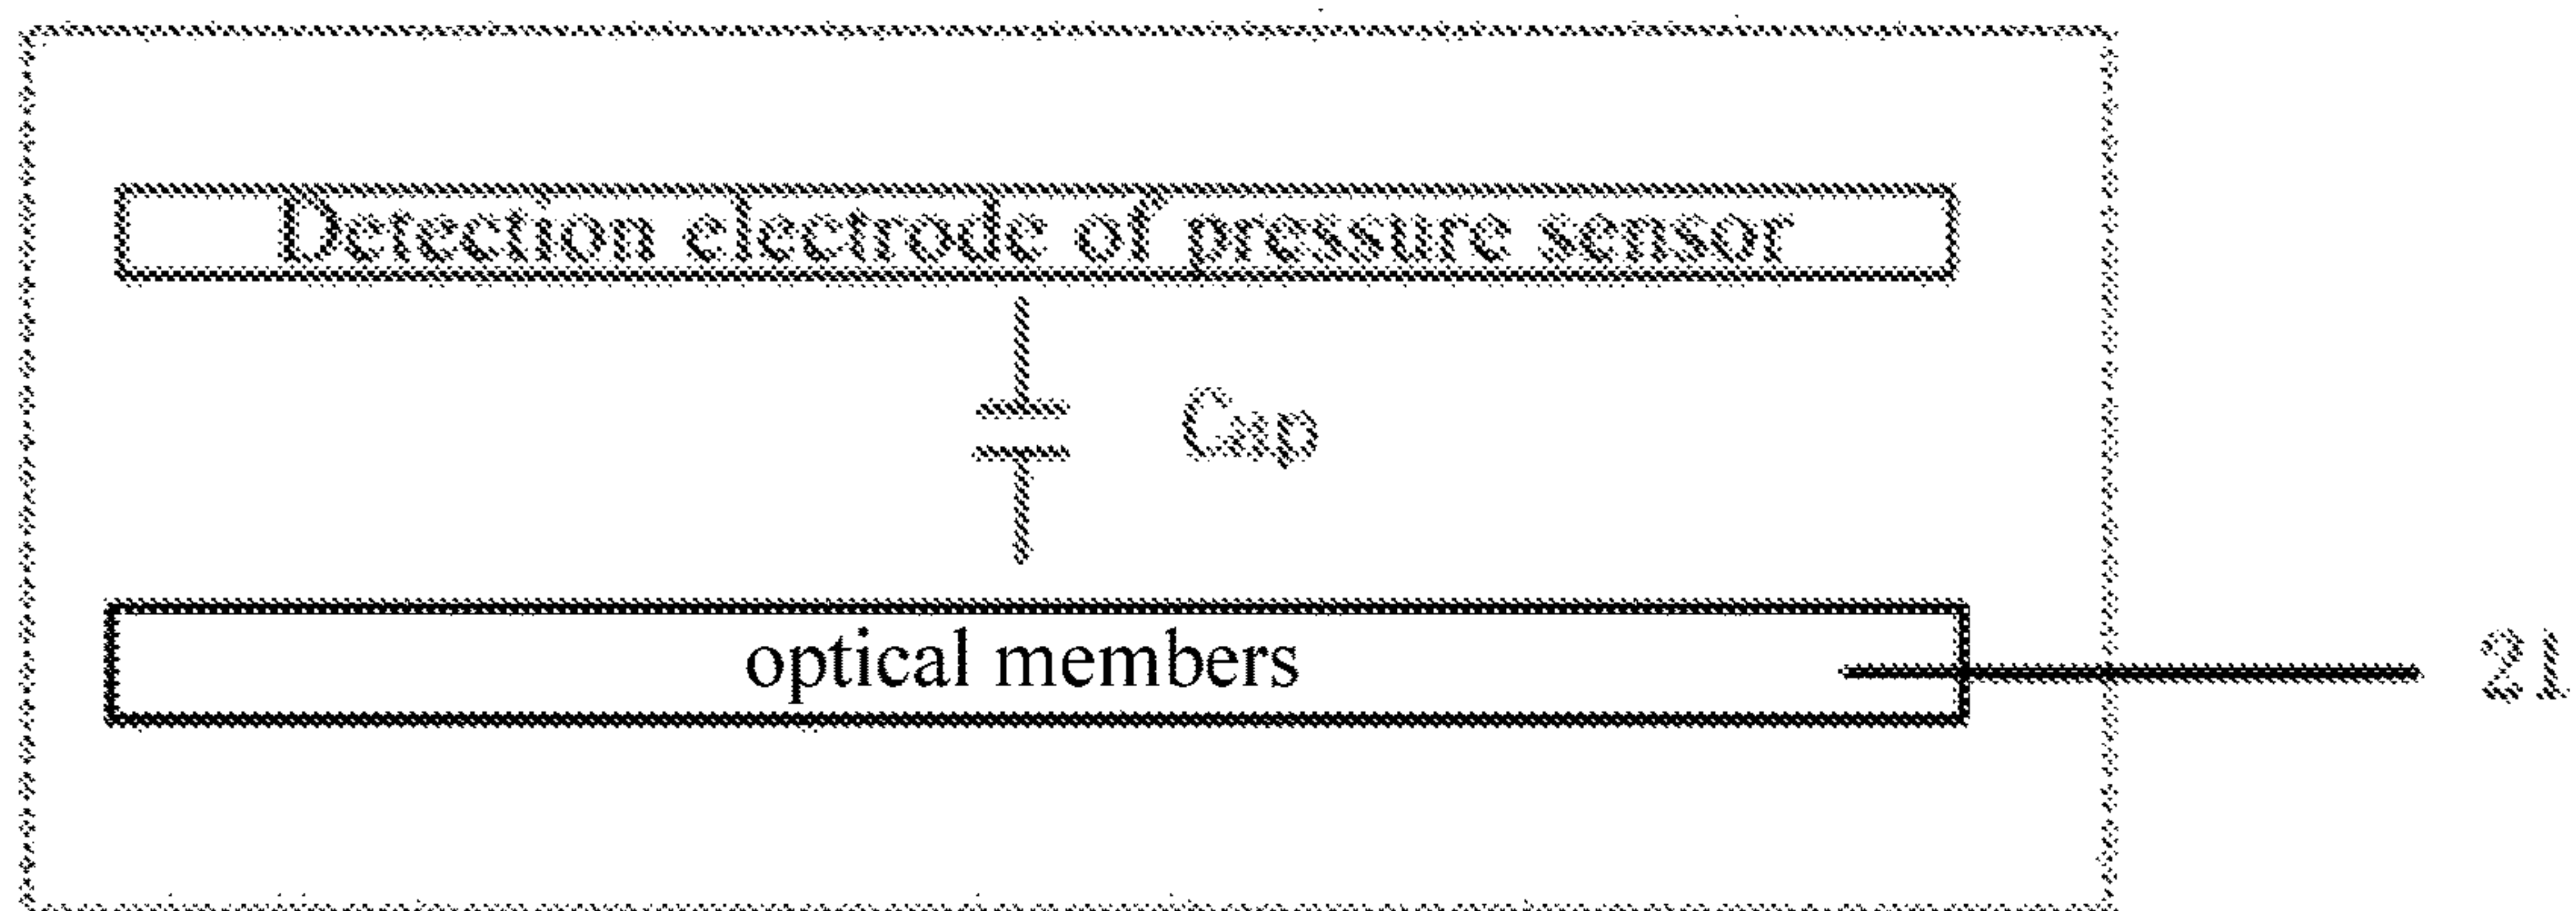 Detection electrode of pressure sensor
Cap
optical members
21